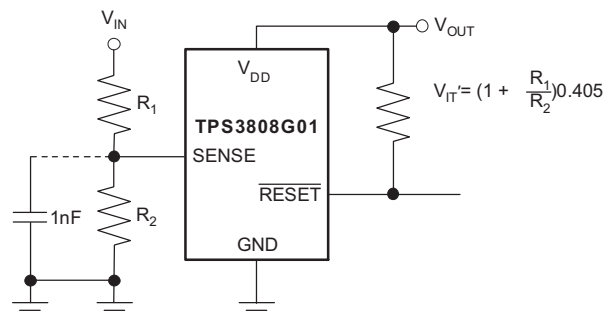 V_IN
V_OUT
V_DD
R_1
V_IT'= (1 + R_1/R_2)0.405
TPS3808G01
SENSE
RESET
1nF
R_2
GND